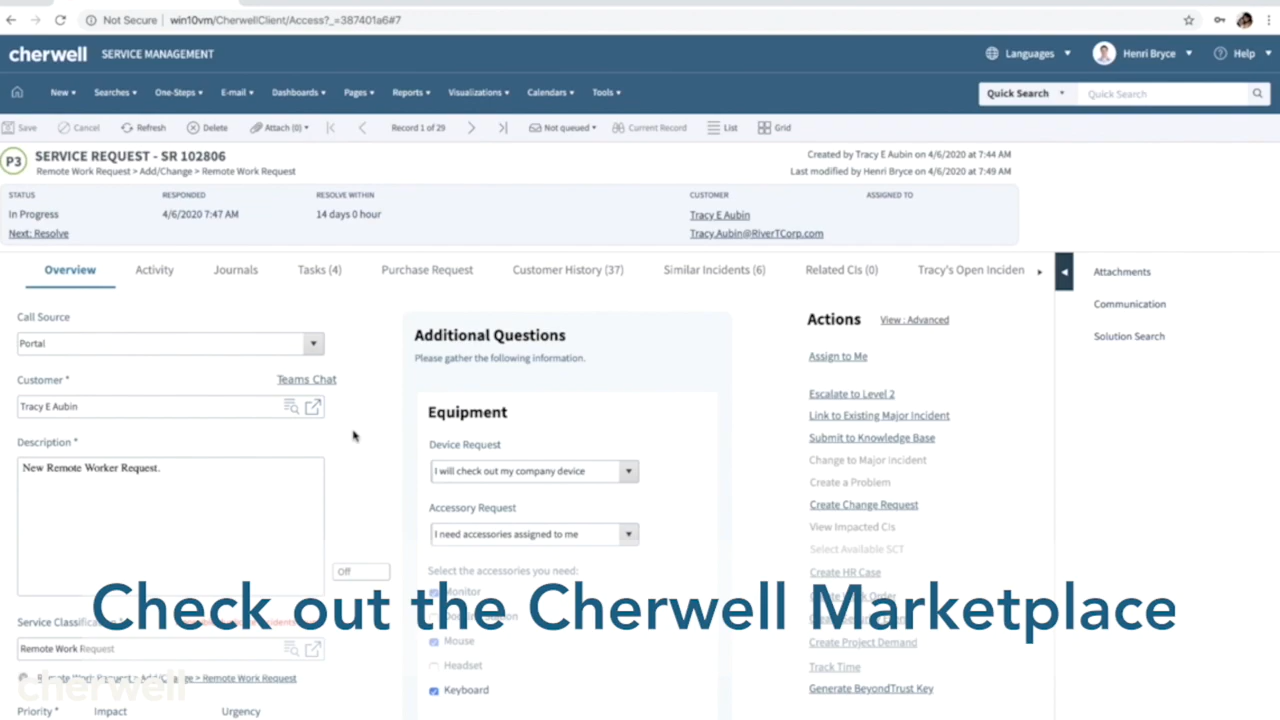 Not Secure win10vm/CherwellClient/Access?_=387401a6#7
cherwell SERVICE MANAGEMENT Languages Henri Bryce Help
New Searches One-Steps E-mail Dashboards Pages Reports Visualizations Calendars Tools Quick Search Quick Search
Save Cancel Refresh Delete Attach (0) Record 1 of 29 Not queued Current Record List Grid
P3 SERVICE REQUEST - SR 102806 Created by Tracy E Aubin on 4/6/2020 at 7:44 AM
Remote Work Request > Add/Change > Remote Work Request Last modified by Henri Bryce on 4/6/2020 at 7:49 AM
STATUS RESPONDED RESOLVE WITHIN CUSTOMER ASSIGNED TO
In Progress 4/6/2020 7:47 AM 14 days 0 hour Tracy E Aubin
Next: Resolve Tracy.Aubin@RiverTCorp.com
Overview Activity Journals Tasks (4) Purchase Request Customer History (37) Similar Incidents (6) Related CIs (0) Tracy's Open Inciden
Attachments
Communication
Solution Search
Call Source
Portal
Customer * Teams Chat
Tracy E Aubin
Description *
New Remote Worker Request.
Off
Service
Remote Work Request
> Remote Work Request
Priority * Impact Urgency
Additional Questions
Please gather the following information.
Equipment
Device Request
I will check out my company device
Accessory Request
I need accessories assigned to me
Select the accessories you need:
Monitor
Mouse
Headset
Keyboard
Actions View : Advanced
Assign to Me
Escalate to Level 2
Link to Existing Major Incident
Submit to Knowledge Base
Change to Major Incident
Create a Problem
Create Change Request
View Impacted CIs
Select Available SCT
Create HR Case
Create Project Demand
Track Time
Generate BeyondTrust Key
Check out the Cherwell Marketplace
cherwell